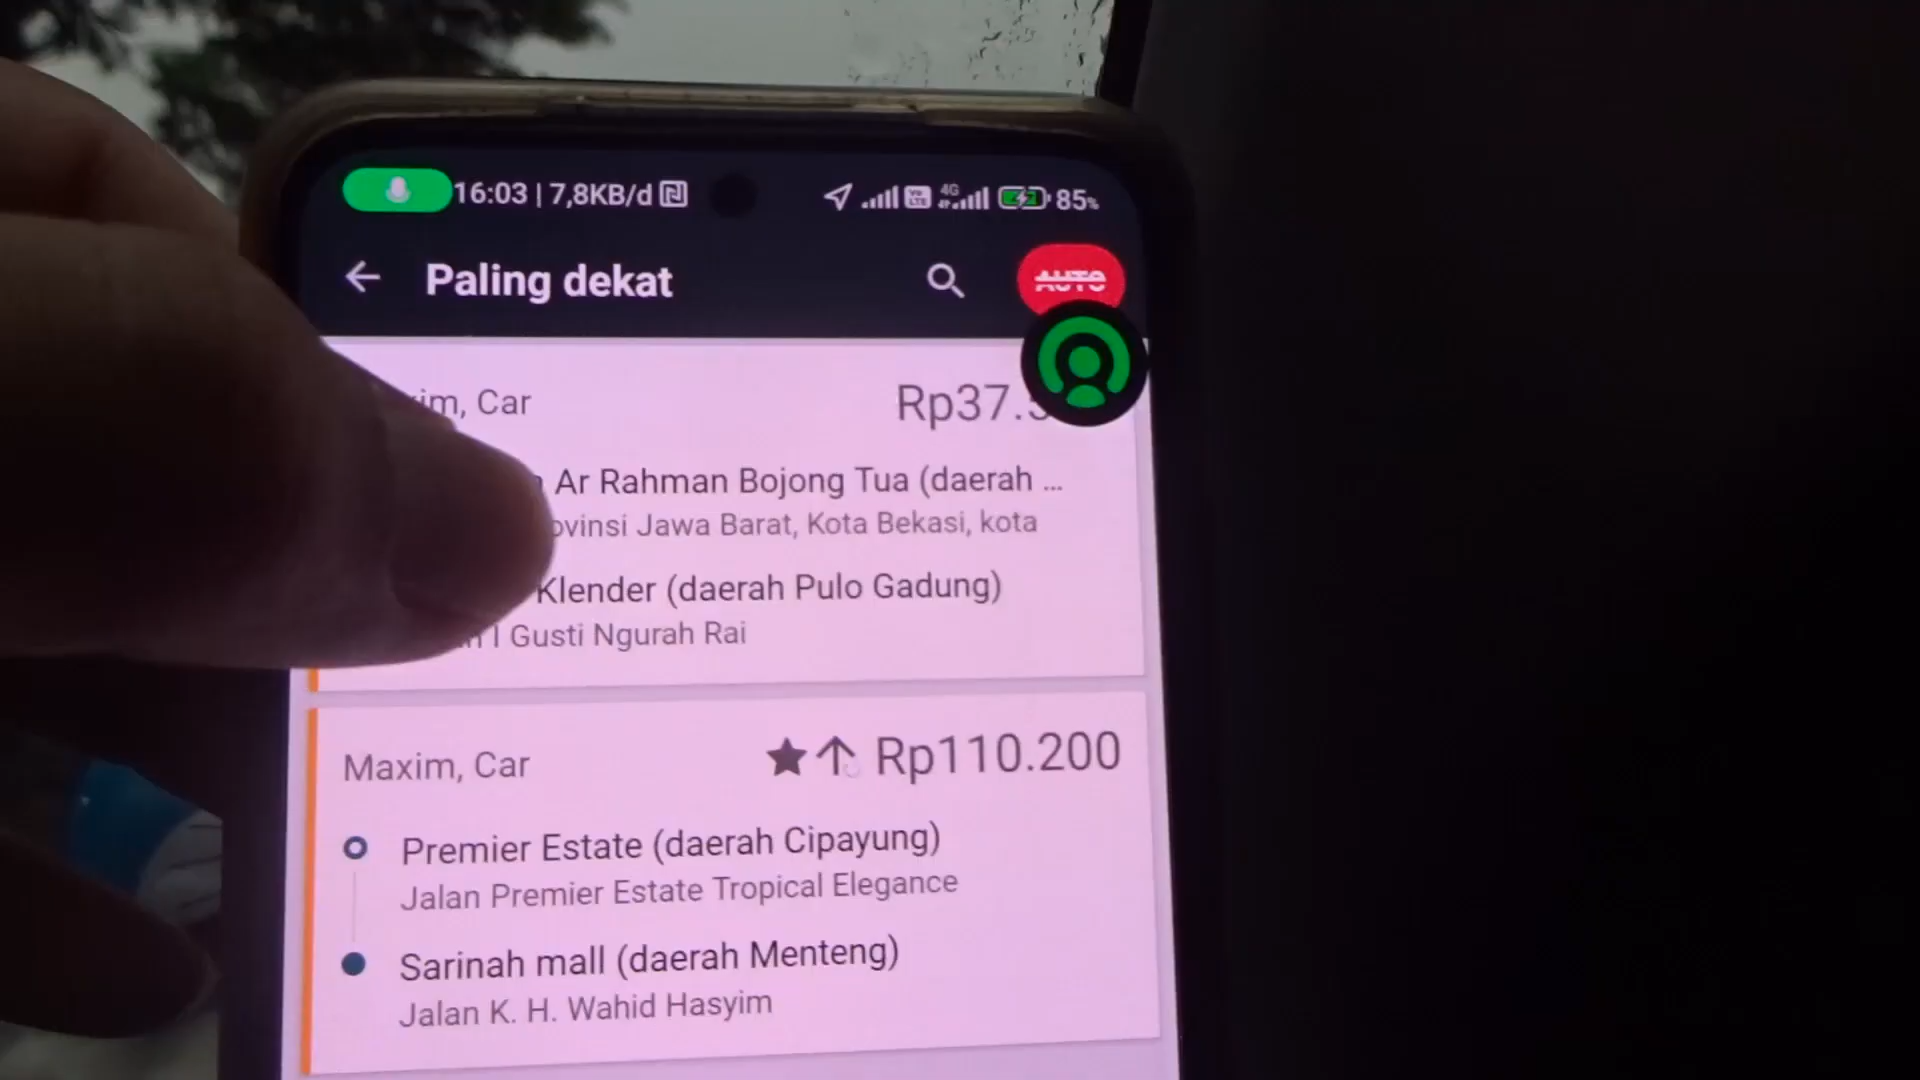 16:03 | 7,8KB/d
4G
85%
Paling dekat
AUTO
Car
Rp37.
Ar Rahman Bojong Tua (daerah ...
Jawa Barat, Kota Bekasi, kota
Klender (daerah Pulo Gadung)
I Gusti Ngurah Rai
Maxim, Car
Rp110.200
Premier Estate (daerah Cipayung)
Jalan Premier Estate Tropical Elegance
Sarinah mall (daerah Menteng)
Jalan K. H. Wahid Hasyim